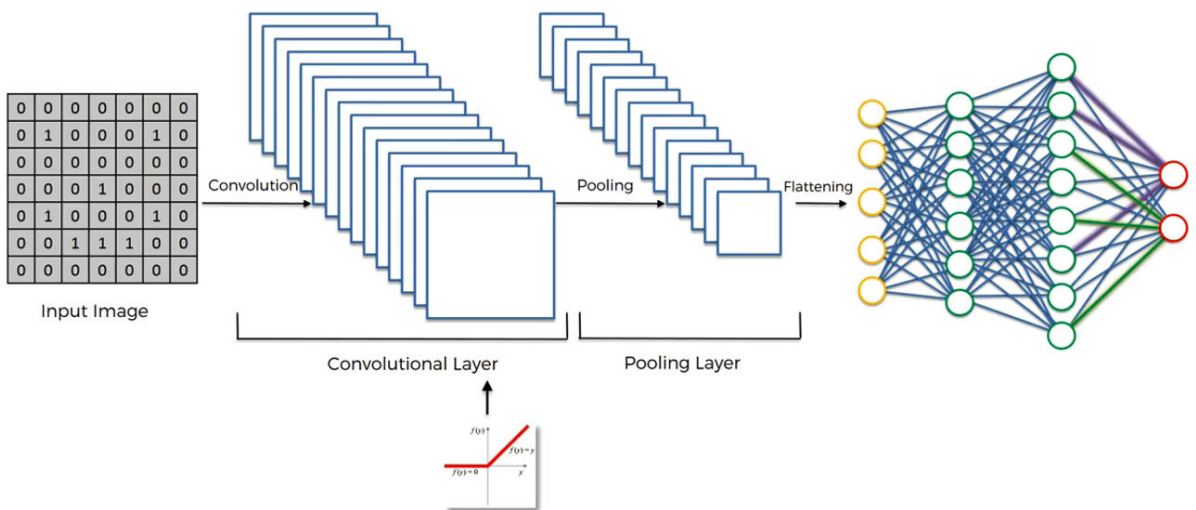 0 0 0 0 0 0 0
0 1 0 0 0 1 0
0 0 0 0 0 0 0
0 0 0 1 0 0 0
0 1 0 0 0 1 0
0 0 1 1 1 0 0
0 0 0 0 0 0 0
Input Image
Convolution
Pooling
Flattening
Convolutional Layer
Pooling Layer
f(y)
f(y)=y
f(y)=0
y